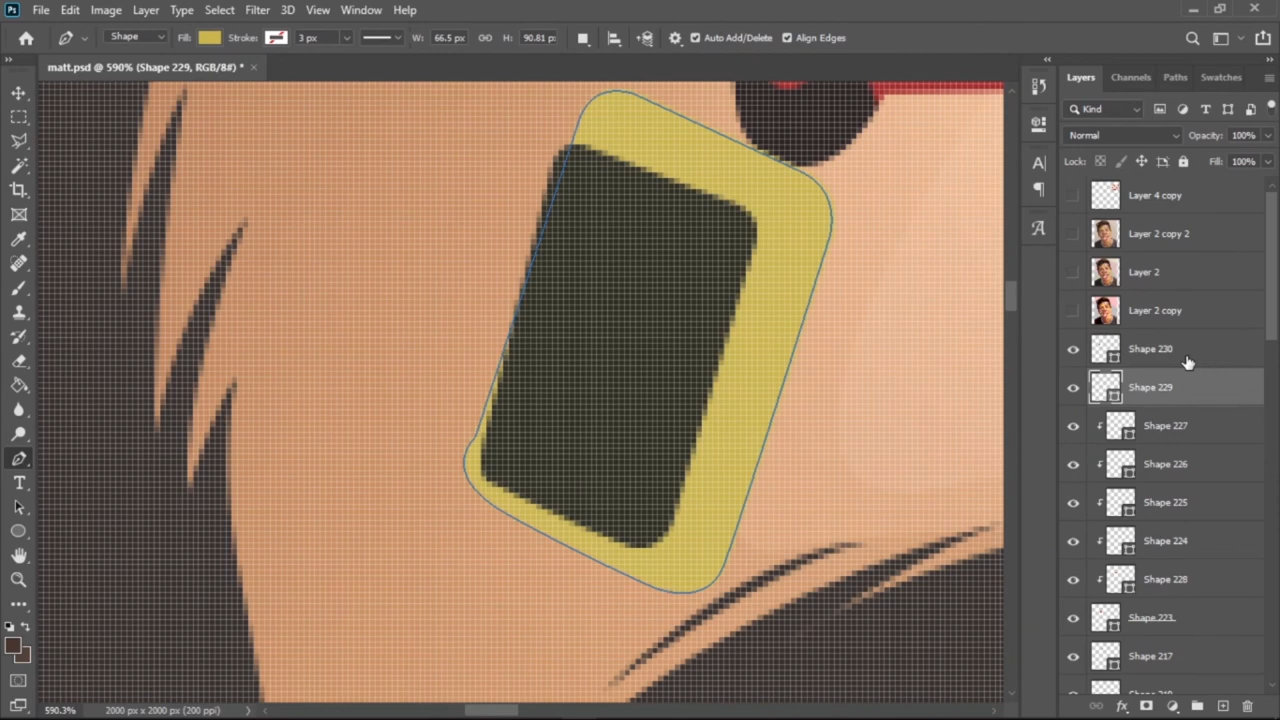 Ps File Edit Image Layer Type Select Filter 3D View Window Help
Shape Fill: Stroke: 3 px W: 66.5 px H: 90.81 px Auto Add/Delete Align Edges
matt.psd @ 590% (Shape 229, RGB/8#) *
Layers Channels Paths Swatches
Kind
Normal Opacity: 100%
Lock: Fill: 100%
Layer 4 copy
Layer 2 copy 2
Layer 2
Layer 2 copy
Shape 230
Shape 229
Shape 227
Shape 226
Shape 225
Shape 224
Shape 228
Shape 223
Shape 217
590.3% 2000 px x 2000 px (200 ppi)